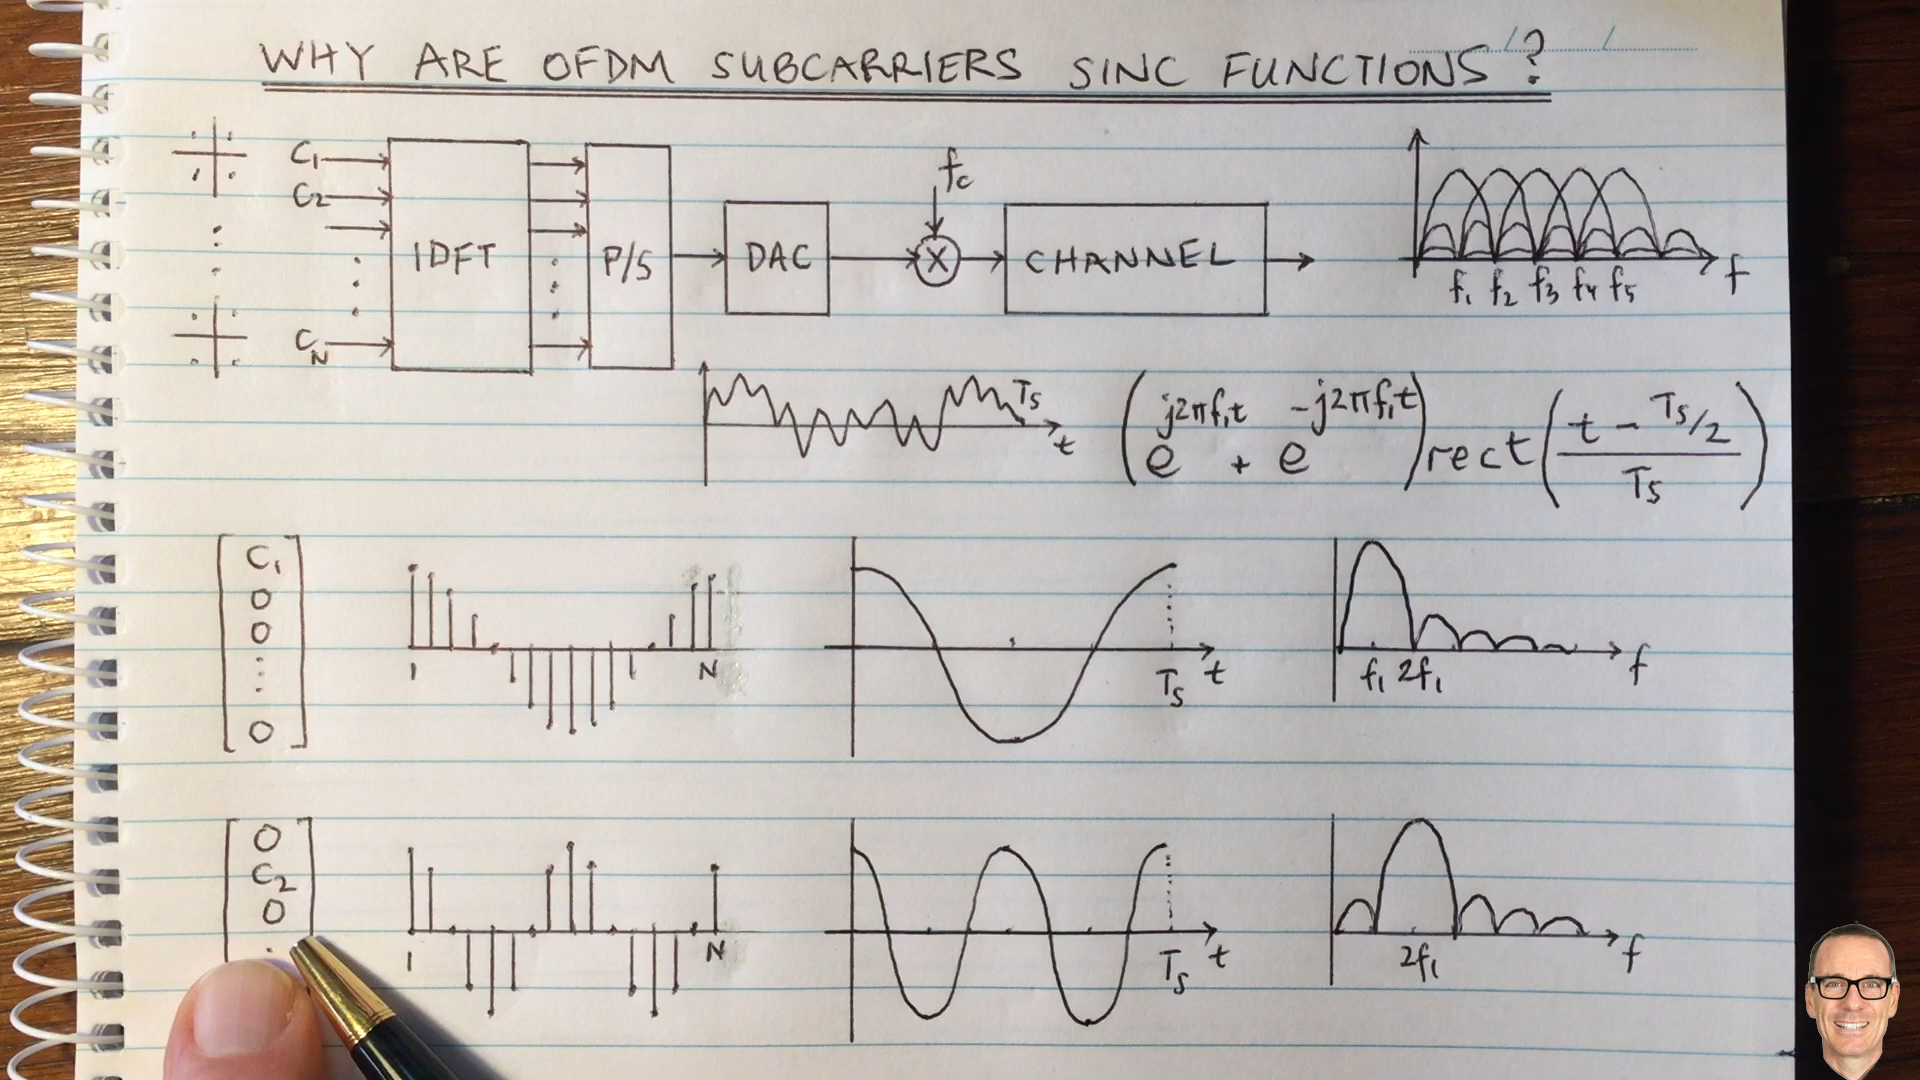 WHY ARE OFDM SUBCARRIERS SINC FUNCTIONS ?
C1
C2
CN
IDFT
P/S
DAC
fc
X
CHANNEL
f1 f2 f3 f4 f5 f
Ts
t
(e^{j2πf1t} + e^{-j2πf1t}) rect((t - Ts/2)/Ts)
C1
0
0
0
1 N
Ts t
f1 2f1 f
0
C2
0
1 N
Ts t
2f1 f